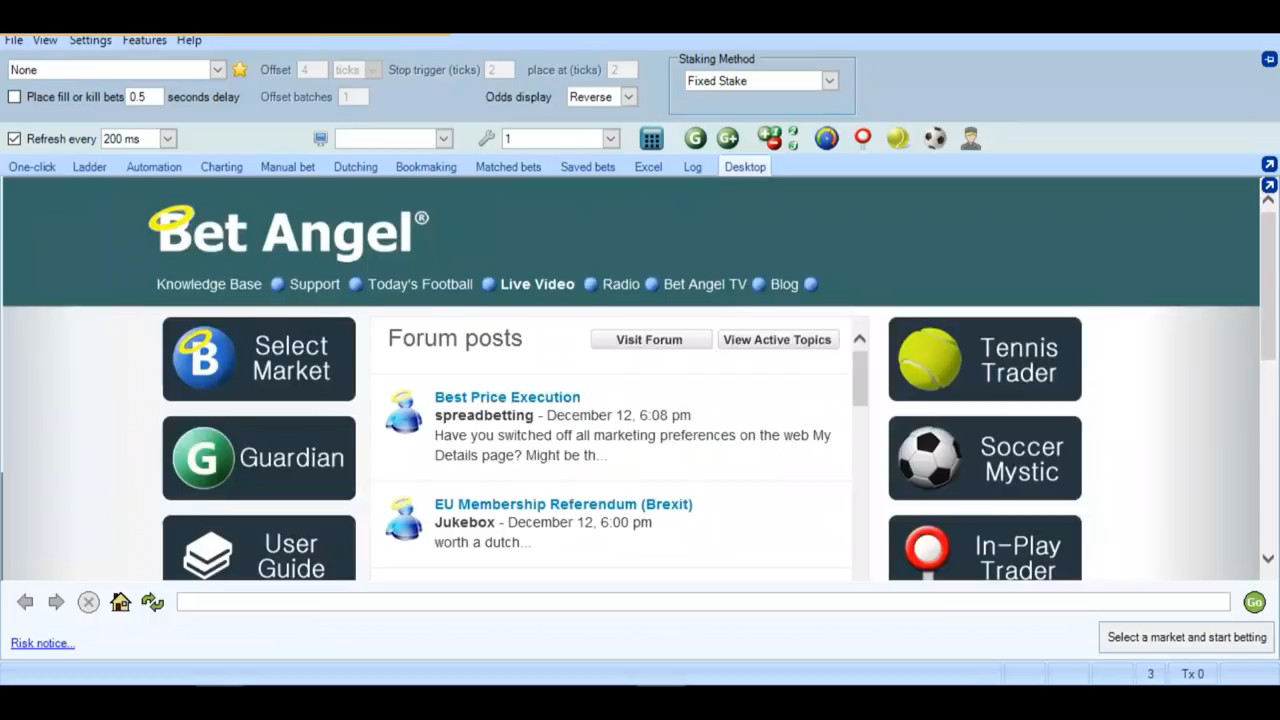 File View Settings Features Help
None Offset 4 ticks Stop trigger (ticks) 2 place at (ticks) 2
Staking Method
Fixed Stake
Place fill or kill bets 0.5 seconds delay Offset batches 1 Odds display Reverse
Refresh every 200 ms 1 G G+
One-click Ladder Automation Charting Manual bet Dutching Bookmaking Matched bets Saved bets Excel Log Desktop
Bet Angel®
Knowledge Base Support Today's Football Live Video Radio Bet Angel TV Blog
B Select
Market
G Guardian
User
Guide
Forum posts Visit Forum View Active Topics
Best Price Execution
spreadbetting - December 12, 6:08 pm
Have you switched off all marketing preferences on the web My
Details page? Might be th...
EU Membership Referendum (Brexit)
Jukebox - December 12, 6:00 pm
worth a dutch...
Tennis
Trader
Soccer
Mystic
In-Play
Trader
Go
Risk notice...
Select a market and start betting
3 Tx 0